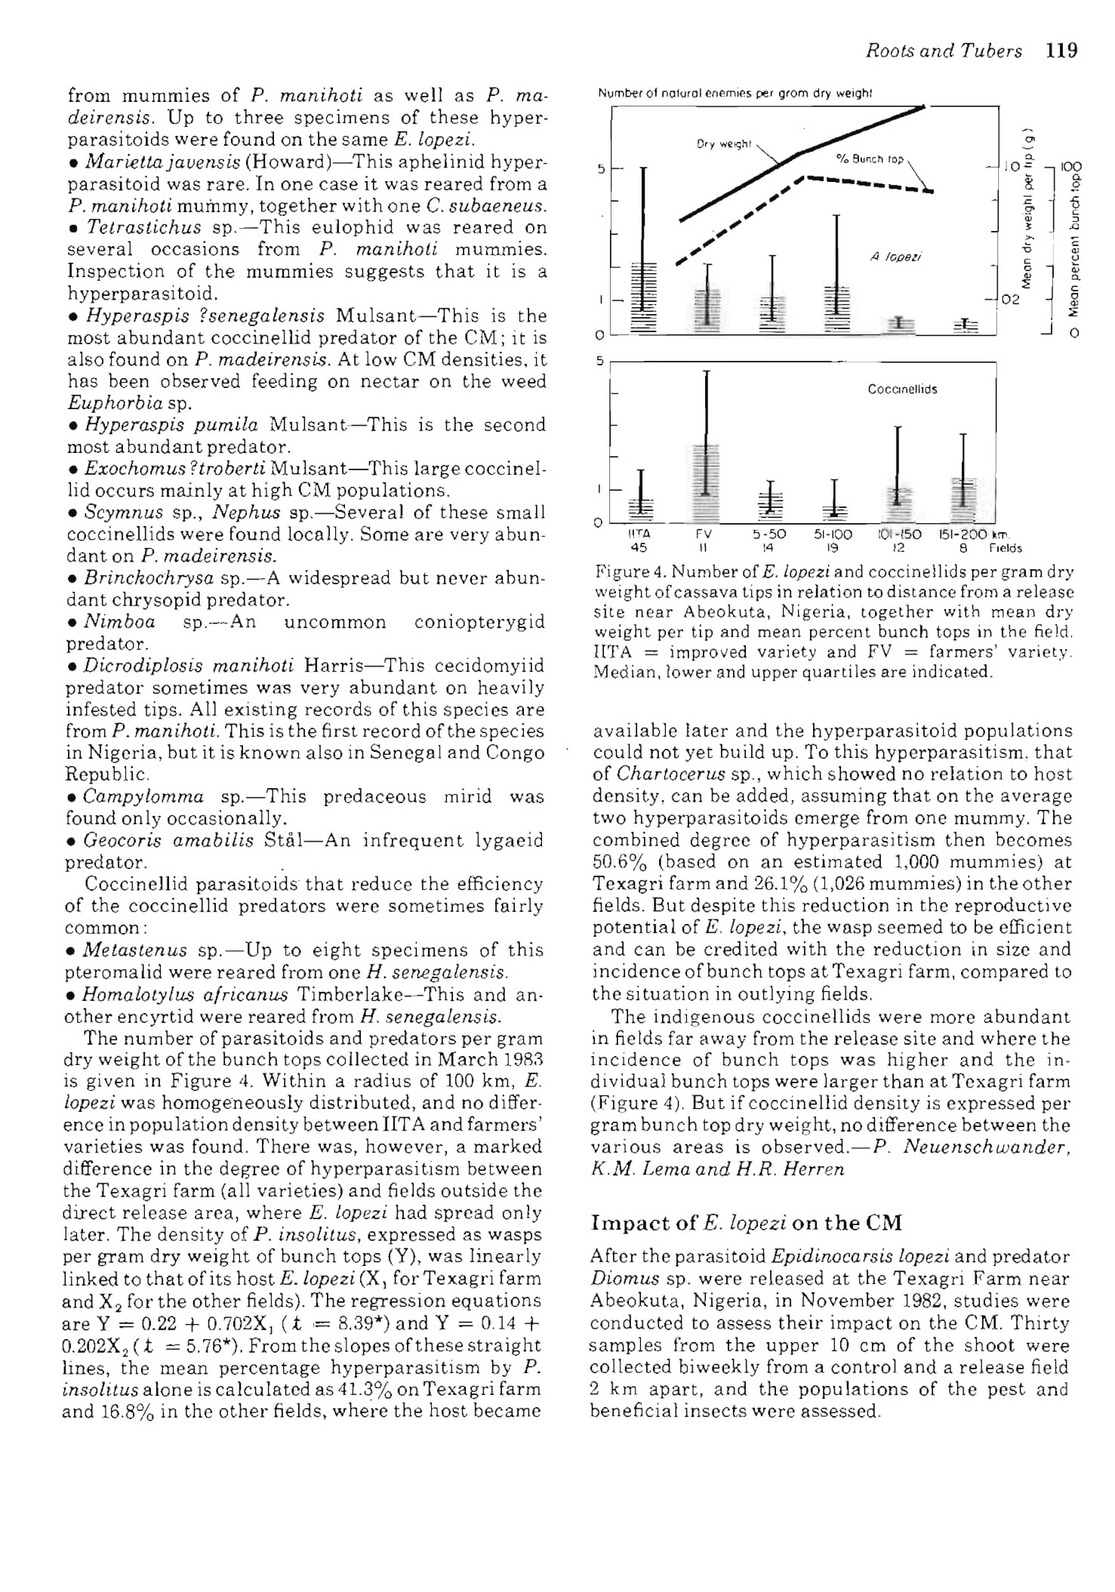 Roots and Tubers 119
from mummies of P. manihoti as well as P. ma-
deirensis. Up to three specimens of these hyper-
parasitoids were found on the same E. lopezi.
• Marietta javensis (Howard)—This aphelinid hyper-
parasitoid was rare. In one case it was reared from a
P. manihoti mummy, together with one C. subaeneus.
• Tetrastichus sp.—This eulophid was reared on
several occasions from P. manihoti mummies.
Inspection of the mummies suggests that it is a
hyperparasitoid.
• Hyperaspis ?senegalensis Mulsant—This is the
most abundant coccinellid predator of the CM; it is
also found on P. madeirensis. At low CM densities, it
has been observed feeding on nectar on the weed
Euphorbia sp.
• Hyperaspis pumila Mulsant—This is the second
most abundant predator.
• Exochomus ?troberti Mulsant—This large coccinel-
lid occurs mainly at high CM populations.
• Scymnus sp., Nephus sp.—Several of these small
coccinellids were found locally. Some are very abun-
dant on P. madeirensis.
• Brinckochrysa sp.—A widespread but never abun-
dant chrysopid predator.
• Nimboa sp.—An uncommon coniopterygid
predator.
• Dicrodiplosis manihoti Harris—This cecidomyiid
predator sometimes was very abundant on heavily
infested tips. All existing records of this species are
from P. manihoti. This is the first record of the species
in Nigeria, but it is known also in Senegal and Congo
Republic.
• Campylomma sp.—This predaceous mirid was
found only occasionally.
• Geocoris amabilis Stål—An infrequent lygaeid
predator.
Coccinellid parasitoids that reduce the efficiency
of the coccinellid predators were sometimes fairly
common:
• Metastenus sp.—Up to eight specimens of this
pteromalid were reared from one H. senegalensis.
• Homalotylus africanus Timberlake—This and an-
other encyrtid were reared from H. senegalensis.
The number of parasitoids and predators per gram
dry weight of the bunch tops collected in March 1983
is given in Figure 4. Within a radius of 100 km, E.
lopezi was homogeneously distributed, and no differ-
ence in population density between IITA and farmers'
varieties was found. There was, however, a marked
difference in the degree of hyperparasitism between
the Texagri farm (all varieties) and fields outside the
direct release area, where E. lopezi had spread only
later. The density of P. insolitus, expressed as wasps
per gram dry weight of bunch tops (Y), was linearly
linked to that of its host E. lopezi (X₁ for Texagri farm
and X₂ for the other fields). The regression equations
are Y = 0.22 + 0.702X₁ (t = 8.39*) and Y = 0.14 +
0.202X₂ (t = 5.76*). From the slopes of these straight
lines, the mean percentage hyperparasitism by P.
insolitus alone is calculated as 41.3% on Texagri farm
and 16.8% in the other fields, where the host became
Number of natural enemies per gram dry weight
Dry weight
% Bunch top
A lopezi
5
1
0
10
02
Mean dry weight per tip (g)
100
0
Mean percent bunch tops
5
1
0
Coccinellids
IITA FV 5-50 51-100 101-150 151-200 km.
45 11 14 19 12 8 Fields
Figure 4. Number of E. lopezi and coccinellids per gram dry
weight of cassava tips in relation to distance from a release
site near Abeokuta, Nigeria, together with mean dry
weight per tip and mean percent bunch tops in the field.
IITA = improved variety and FV = farmers' variety.
Median, lower and upper quartiles are indicated.
available later and the hyperparasitoid populations
could not yet build up. To this hyperparasitism, that
of Chartocerus sp., which showed no relation to host
density, can be added, assuming that on the average
two hyperparasitoids emerge from one mummy. The
combined degree of hyperparasitism then becomes
50.6% (based on an estimated 1,000 mummies) at
Texagri farm and 26.1% (1,026 mummies) in the other
fields. But despite this reduction in the reproductive
potential of E. lopezi, the wasp seemed to be efficient
and can be credited with the reduction in size and
incidence of bunch tops at Texagri farm, compared to
the situation in outlying fields.
The indigenous coccinellids were more abundant
in fields far away from the release site and where the
incidence of bunch tops was higher and the in-
dividual bunch tops were larger than at Texagri farm
(Figure 4). But if coccinellid density is expressed per
gram bunch top dry weight, no difference between the
various areas is observed.—P. Neuenschwander,
K.M. Lema and H.R. Herren
Impact of E. lopezi on the CM
After the parasitoid Epidinocarsis lopezi and predator
Diomus sp. were released at the Texagri Farm near
Abeokuta, Nigeria, in November 1982, studies were
conducted to assess their impact on the CM. Thirty
samples from the upper 10 cm of the shoot were
collected biweekly from a control and a release field
2 km apart, and the populations of the pest and
beneficial insects were assessed.